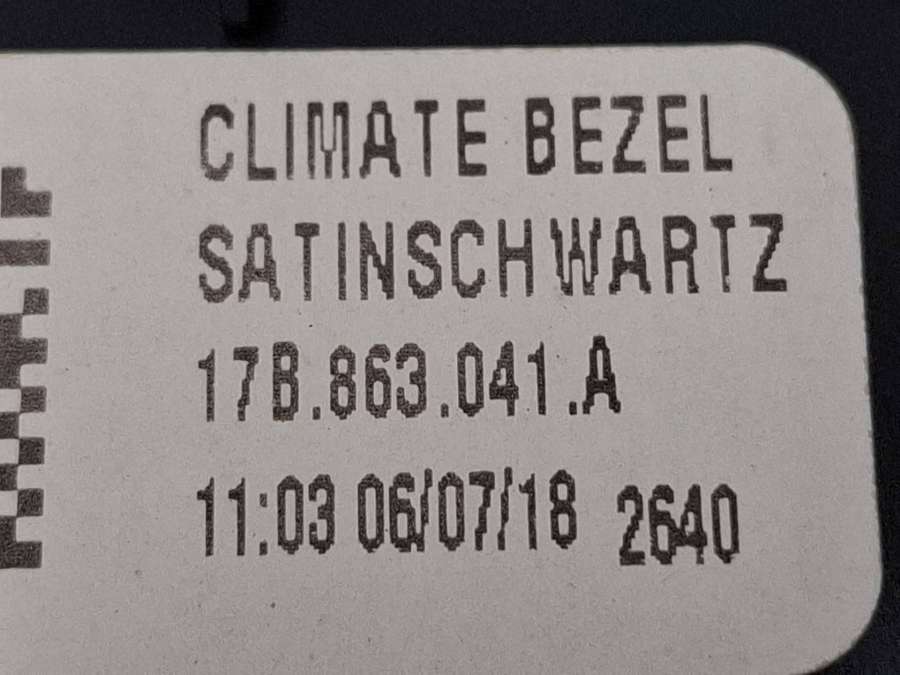 CLIMATE BEZEL
SATINSCHWARTZ
17B.863.041.A
11:03 06/07/18 2640